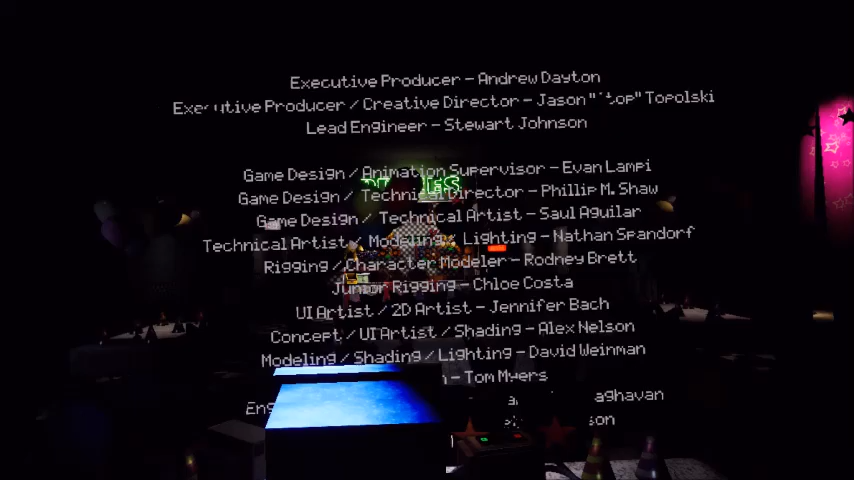 Executive Producer - Andrew Dayton
Executive Producer / Creative Director - Jason Topolski
Lead Engineer - Stewart Johnson
Game Design / Animation Supervisor - Evan Lampi
Game Design / Technical Director - Phillip M. Shaw
Game Design / Technical Artist - Saul Aguilar
Technical Artist / Modeling / Lighting - Nathan Spandorf
Rigging / Character Modeler - Rodney Brett
Junior Rigging - Chloe Costa
UI Artist / 2D Artist - Jennifer Bach
Concept / UI Artist / Shading - Alex Nelson
Modeling / Shading / Lighting - David Weinman
- Tom Myers